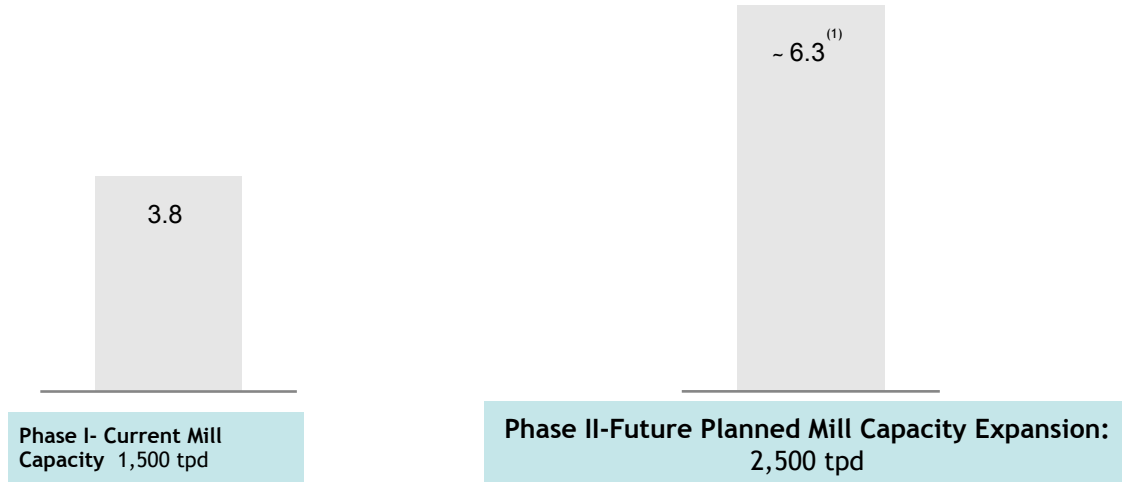 ~ 6.3(1)
3.8
Phase I- Current Mill
Capacity 1,500 tpd
Phase II-Future Planned Mill Capacity Expansion:
2,500 tpd